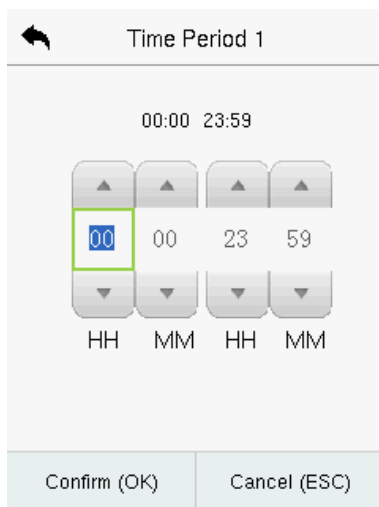 Time Period 1
00:00 23:59
00 00 23 59
HH MM HH MM
Confirm (OK) Cancel (ESC)